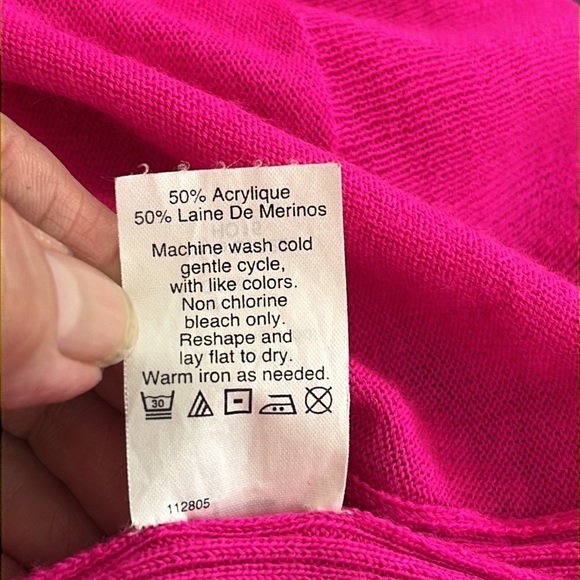 50% Acrylique
50% Laine De Merinos
Machine wash cold
gentle cycle,
with like colors.
Non chlorine
bleach only.
Reshape and
lay flat to dry.
Warm iron as needed.
30
112805